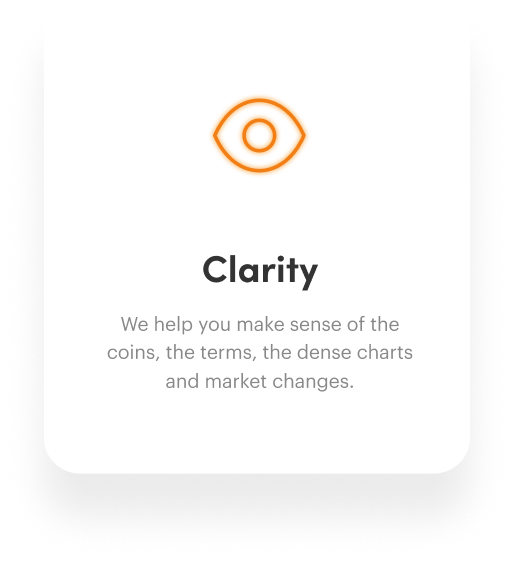 Clarity
We help you make sense of the
coins, the terms, the dense charts
and market changes.